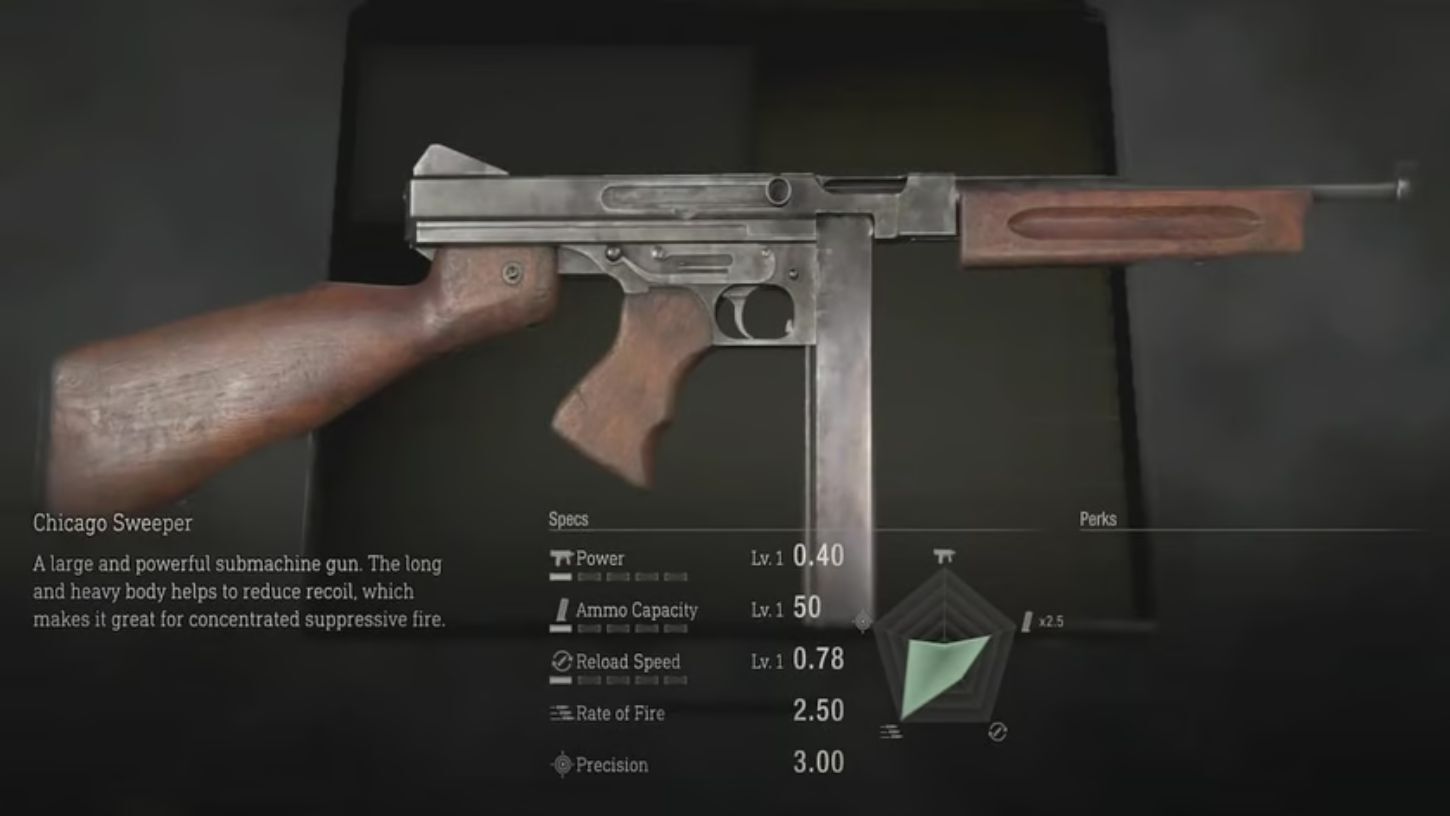 Chicago Sweeper
A large and powerful submachine gun. The long
and heavy body helps to reduce recoil, which
makes it great for concentrated suppressive fire.
Specs
Power Lv. 1 0.40
Ammo Capacity Lv. 1 50
Reload Speed Lv. 1 0.78
Rate of Fire 2.50
Precision 3.00
Perks
x2.5